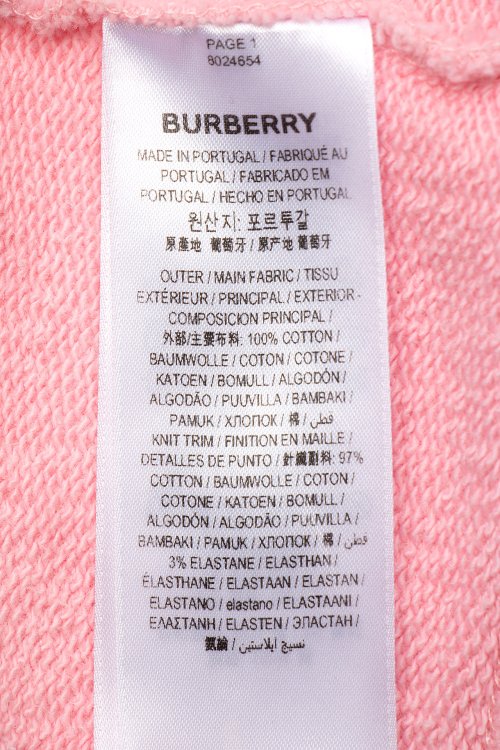 PAGE 1
8024654
BURBERRY
MADE IN PORTUGAL / FABRIQUÉ AU
PORTUGAL / FABRICADO EM
PORTUGAL / HECHO EN PORTUGAL
원산지: 포르투갈
原產地 葡萄牙 / 原产地 葡萄牙
OUTER / MAIN FABRIC / TISSU
EXTÉRIEUR / PRINCIPAL / EXTERIOR -
COMPOSICION PRINCIPAL /
外部/主要布料: 100% COTTON /
BAUMWOLLE / COTON / COTONE /
KATOEN / BOMULL / ALGODÓN /
ALGODÃO / PUUVILLA / BAMBAKI /
PAMUK / ХЛОПОК / 棉 / قطن /
KNIT TRIM / FINITION EN MAILLE /
DETALLES DE PUNTO / 針織副料: 97%
COTTON / BAUMWOLLE / COTON /
COTONE / KATOEN / BOMULL /
ALGODÓN / ALGODÃO / PUUVILLA /
BAMBAKI / PAMUK / ХЛОПОК / 棉 / قطن /
3% ELASTANE / ELASTHAN /
ÉLASTHANE / ELASTAAN / ELASTAN /
ELASTANO / elastano / ELASTAANI /
ΕΛΑΣΤΑΝΗ / ELASTEN / ЭЛАСТАН /
氨綸 / نسيج ايلاستين /